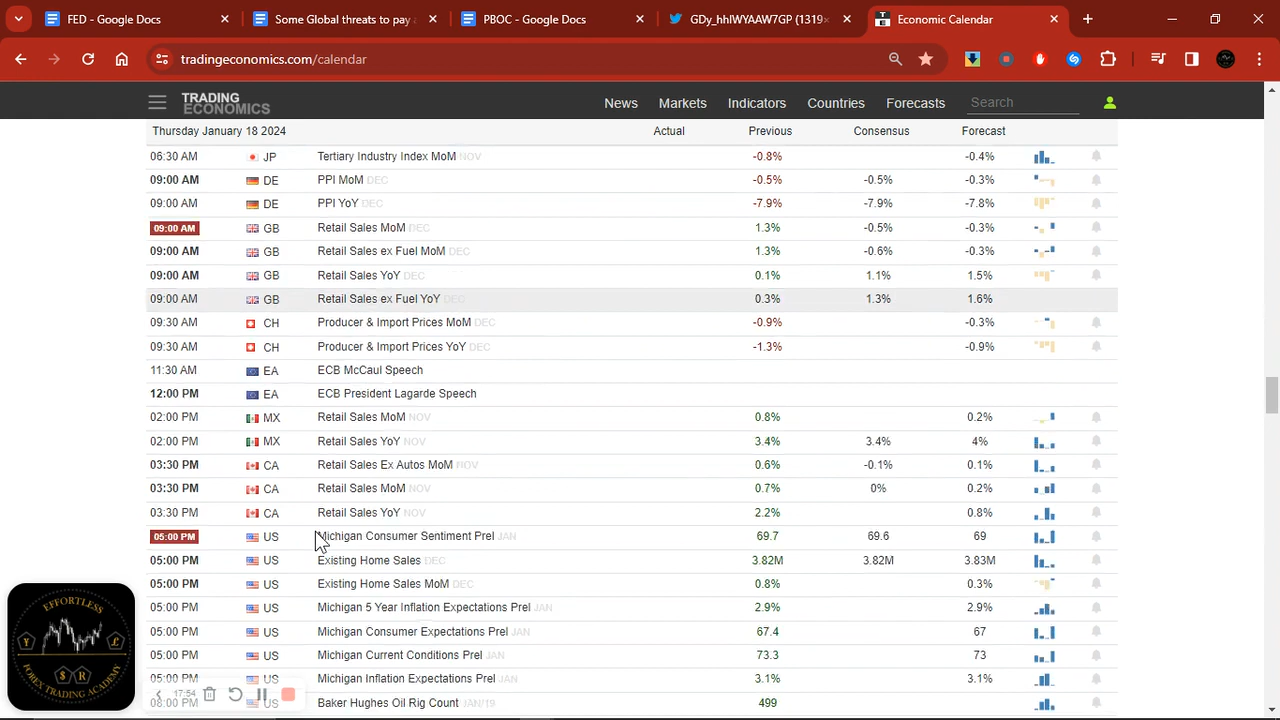 FED - Google Docs
Some Global threats to pay
PBOC - Google Docs
GDy_hhIW
Economic Calendar
tradingeconomics.com/calendar
TRADING
ECONOMICS
News Markets Indicators Countries Forecasts Search
Thursday January 18 2024 Actual Previous Consensus Forecast
06:30 AM JP Tertiary Industry Index MoM NOV -0.8% -0.4%
09:00 AM DE PPI MoM DEC -0.5% -0.5% -0.3%
09:00 AM DE PPI YoY DEC -7.9% -7.9% -7.8%
09:00 AM GB Retail Sales MoM DEC 1.3% -0.5% -0.3%
09:00 AM GB Retail Sales ex Fuel MoM DEC 1.3% -0.6% -0.3%
09:00 AM GB Retail Sales YoY DEC 0.1% 1.1% 1.5%
09:00 AM GB Retail Sales ex Fuel YoY DEC 0.3% 1.3% 1.6%
09:30 AM CH Producer & Import Prices MoM DEC -0.9% -0.3%
09:30 AM CH Producer & Import Prices YoY DEC -1.3% -0.9%
11:30 AM EA ECB McCaul Speech
12:00 PM EA ECB President Lagarde Speech
02:00 PM MX Retail Sales MoM NOV 0.8% 0.2%
02:00 PM MX Retail Sales YoY NOV 3.4% 3.4% 4%
03:30 PM CA Retail Sales Ex Autos MoM NOV 0.6% -0.1% 0.1%
03:30 PM CA Retail Sales MoM NOV 0.7% 0% 0.2%
03:30 PM CA Retail Sales YoY NOV 2.2% 0.8%
05:00 PM US Michigan Consumer Sentiment Prel JAN 69.7 69.6 69
05:00 PM US Existing Home Sales DEC 3.82M 3.82M 3.83M
05:00 PM US Existing Home Sales MoM DEC 0.8% 0.3%
05:00 PM US Michigan 5 Year Inflation Expectations Prel JAN 2.9% 2.9%
05:00 PM US Michigan Consumer Expectations Prel JAN 67.4 67
05:00 PM US Michigan Current Conditions Prel JAN 73.3 73
05:00 PM US Michigan Inflation Expectations Prel JAN 3.1% 3.1%
08:00 PM US Baker Hughes Oil Rig Count JAN/19 499
EFFORTLESS
FOREX TRADING ACADEMY
17:54